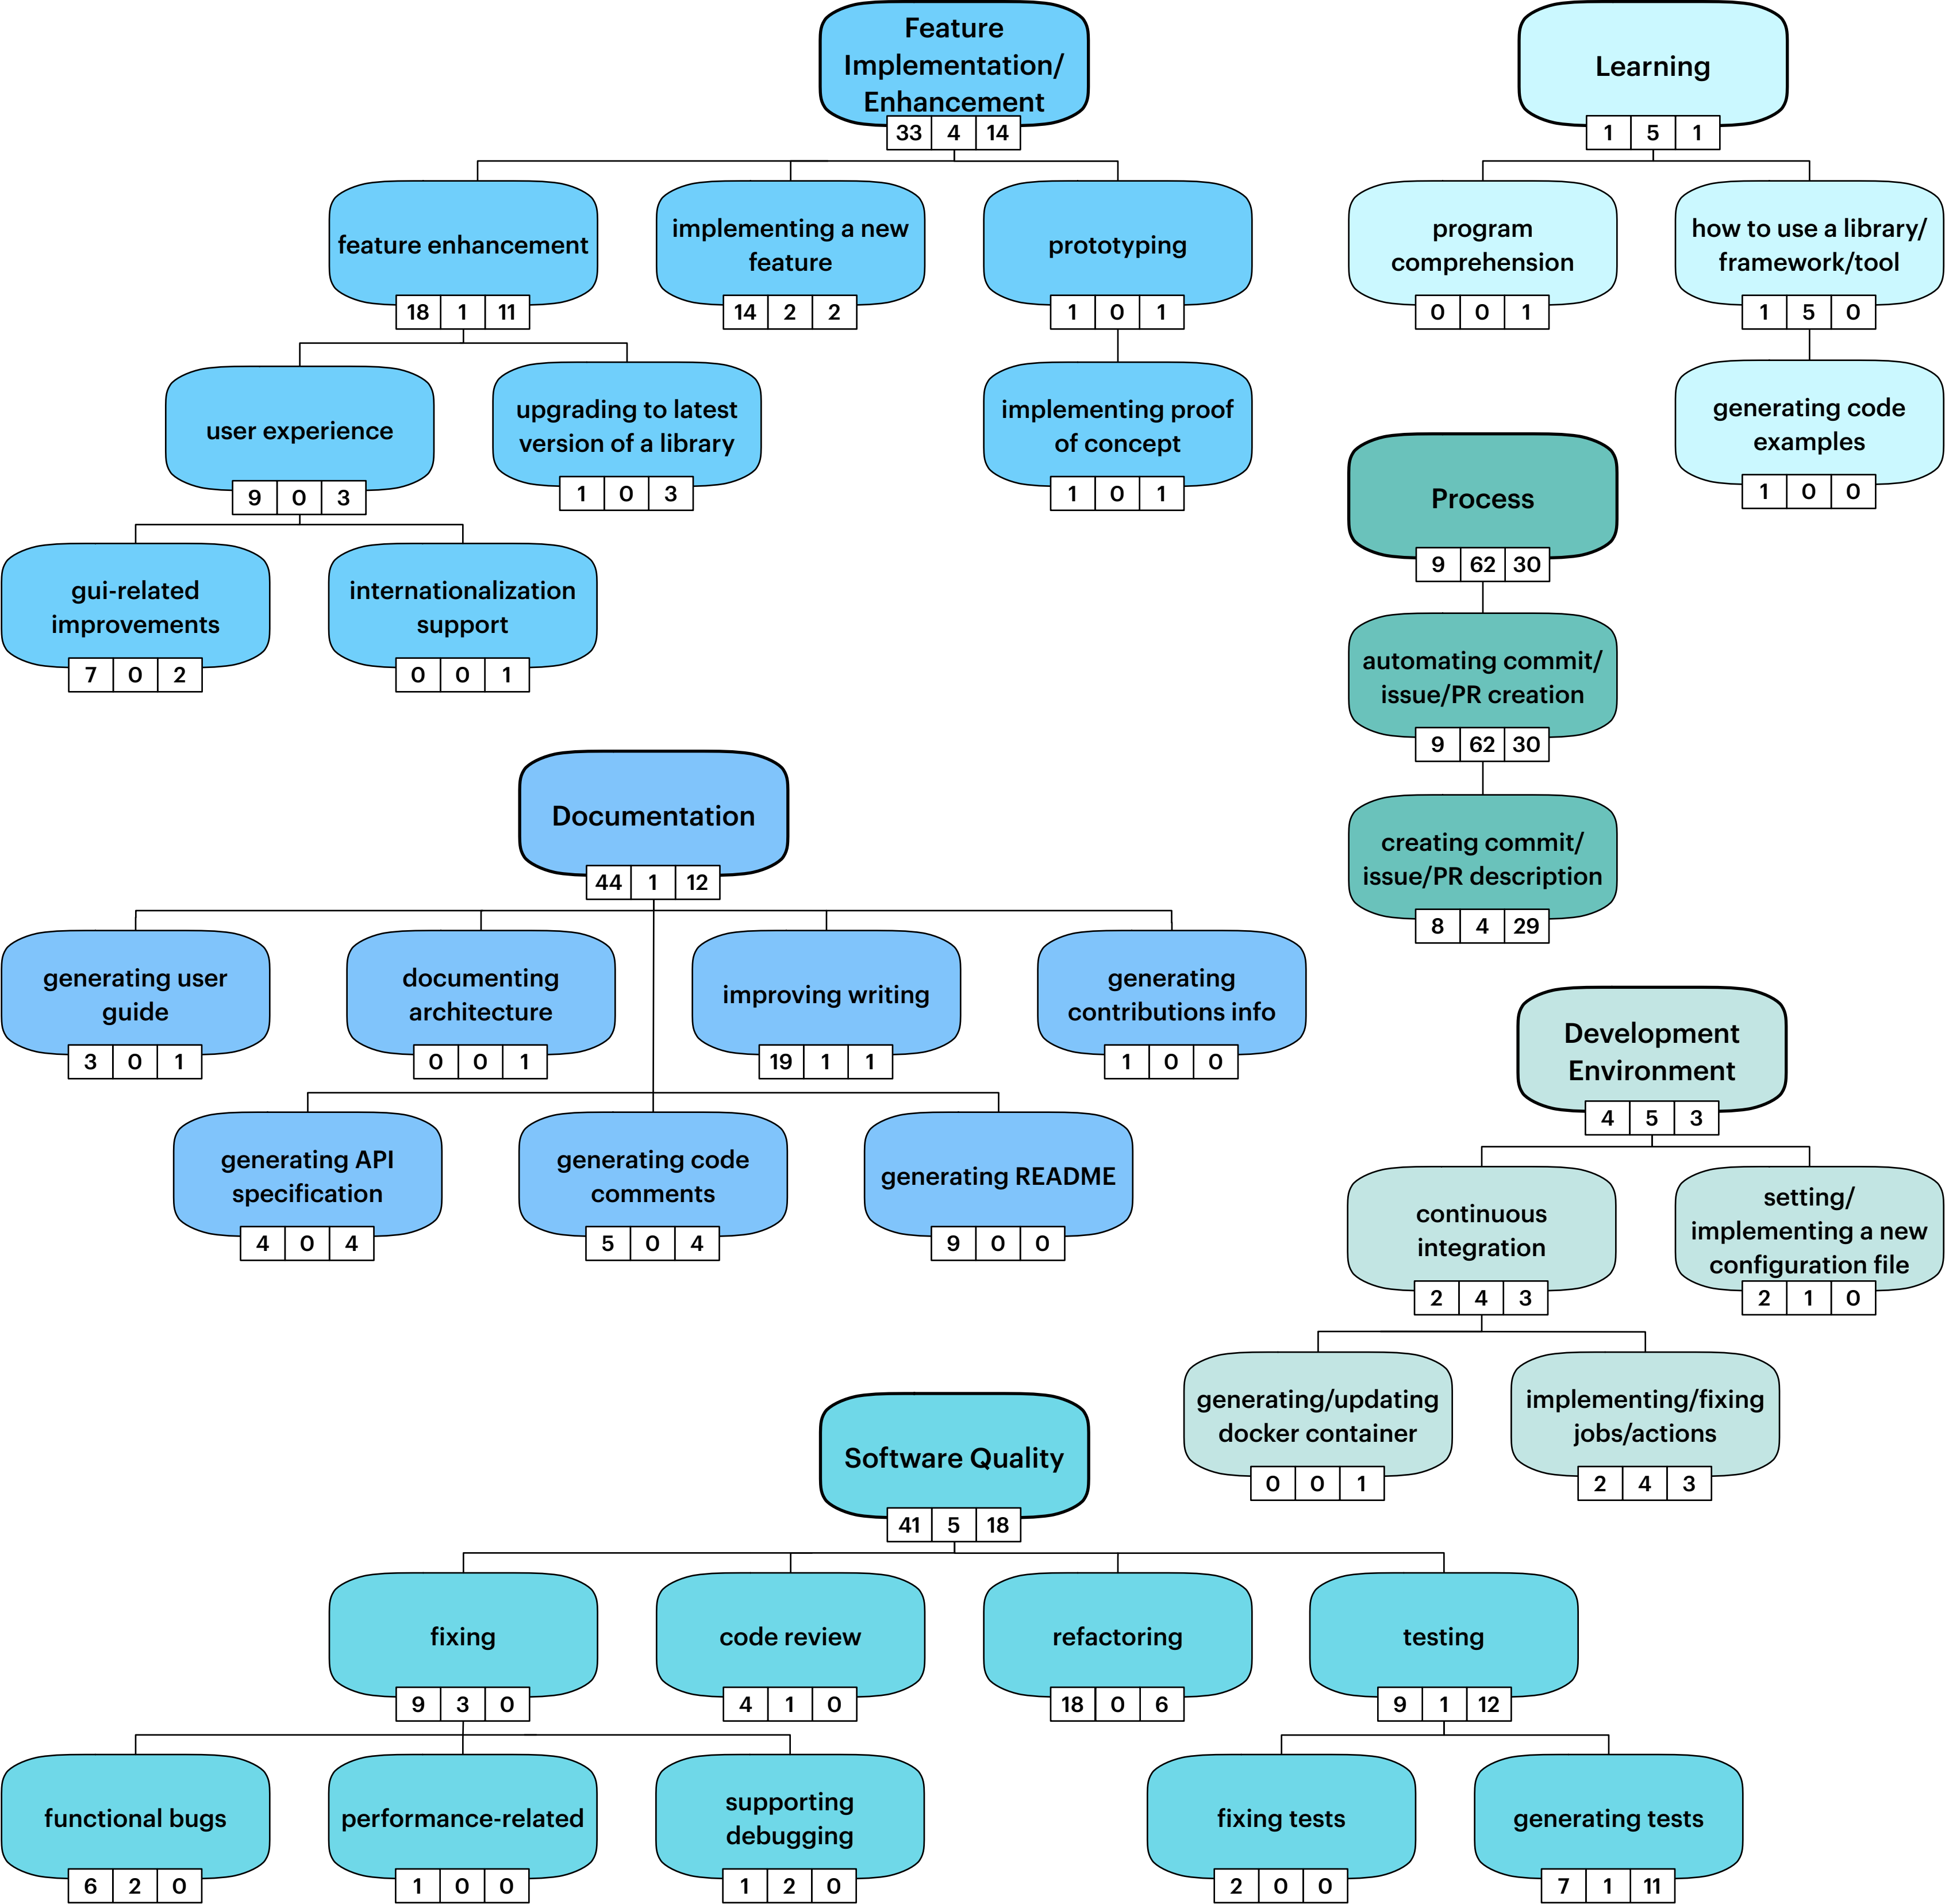 Feature
Implementation/
Enhancement
33 4 14
feature enhancement
18 1 11
implementing a new
feature
14 2 2
prototyping
1 0 1
user experience
9 0 3
upgrading to latest
version of a library
1 0 3
implementing proof
of concept
1 0 1
gui-related
improvements
7 0 2
internationalization
support
0 0 1
Learning
1 5 1
program
comprehension
0 0 1
how to use a library/
framework/tool
1 5 0
generating code
examples
1 0 0
Process
9 62 30
automating commit/
issue/PR creation
9 62 30
creating commit/
issue/PR description
8 4 29
Documentation
44 1 12
generating user
guide
3 0 1
documenting
architecture
0 0 1
improving writing
19 1 1
generating
contributions info
1 0 0
generating API
specification
4 0 4
generating code
comments
5 0 4
generating README
9 0 0
Development
Environment
4 5 3
continuous
integration
2 4 3
setting/
implementing a new
configuration file
2 1 0
generating/updating
docker container
0 0 1
implementing/fixing
jobs/actions
2 4 3
Software Quality
41 5 18
fixing
9 3 0
code review
4 1 0
refactoring
18 0 6
testing
9 1 12
functional bugs
6 2 0
performance-related
1 0 0
supporting
debugging
1 2 0
fixing tests
2 0 0
generating tests
7 1 11